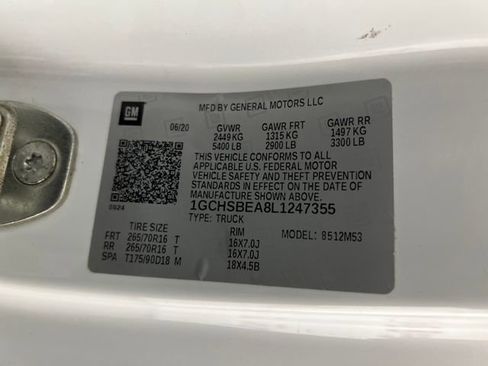 GM
MFD BY GENERAL MOTORS LLC
06/20 GVWR GAWR FRT GAWR RR
2449 KG 1315 KG 1497 KG
5400 LB 2900 LB 3300 LB
THIS VEHICLE CONFORMS TO ALL
APPLICABLE U.S. FEDERAL MOTOR
VEHICLE SAFETY AND THEFT
PREVENTION STANDARDS IN EFFECT ON
THE DATE OF MANUFACTURE SHOWN ABOVE.
1GCHSBEA8L1247355
TYPE: TRUCK
TIRE SIZE RIM MODEL: 8512M53
FRT 265/70R16 T 16X7.0J
RR 265/70R16 T 16X7.0J
SPA T175/90D18 M 18X4.5B